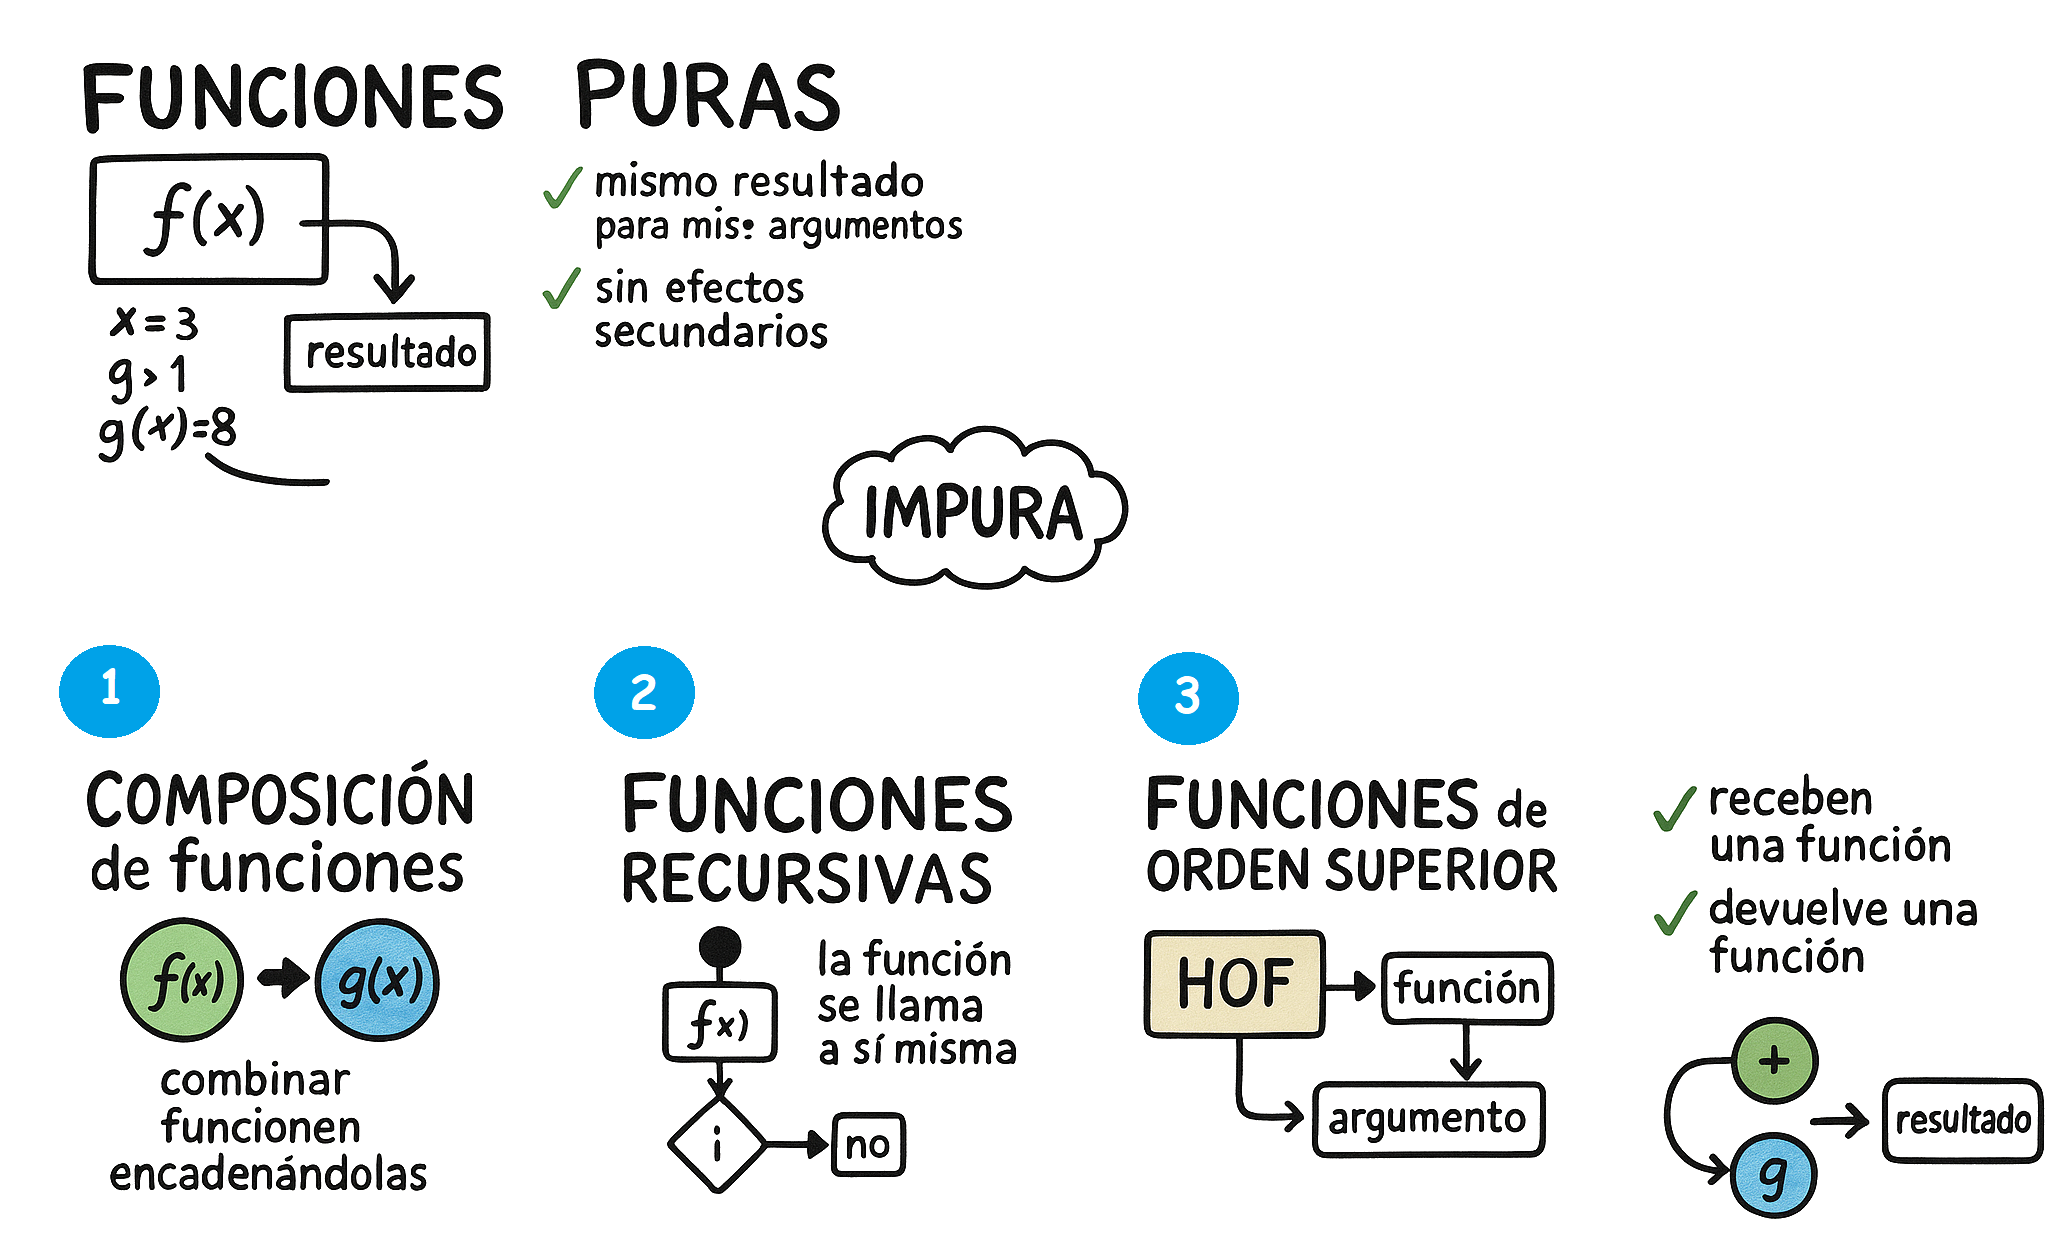 FUNCIONES PURAS
f(x)
resultado
x=3
g>1
g(x)=8
✓ mismo resultado
para mis: argumentos
✓ sin efectos
secundarios
IMPURA
1
COMPOSICIÓN
de funciones
f(x) g(x)
combinar
funcionen
encadenándolas
2
FUNCIONES
RECURSIVAS
fx)
i
no
la función
se llama
a sí misma
3
FUNCIONES de
ORDEN SUPERIOR
HOF
función
argumento
✓ receben
una función
✓ devuelve una
función
+
g
resultado